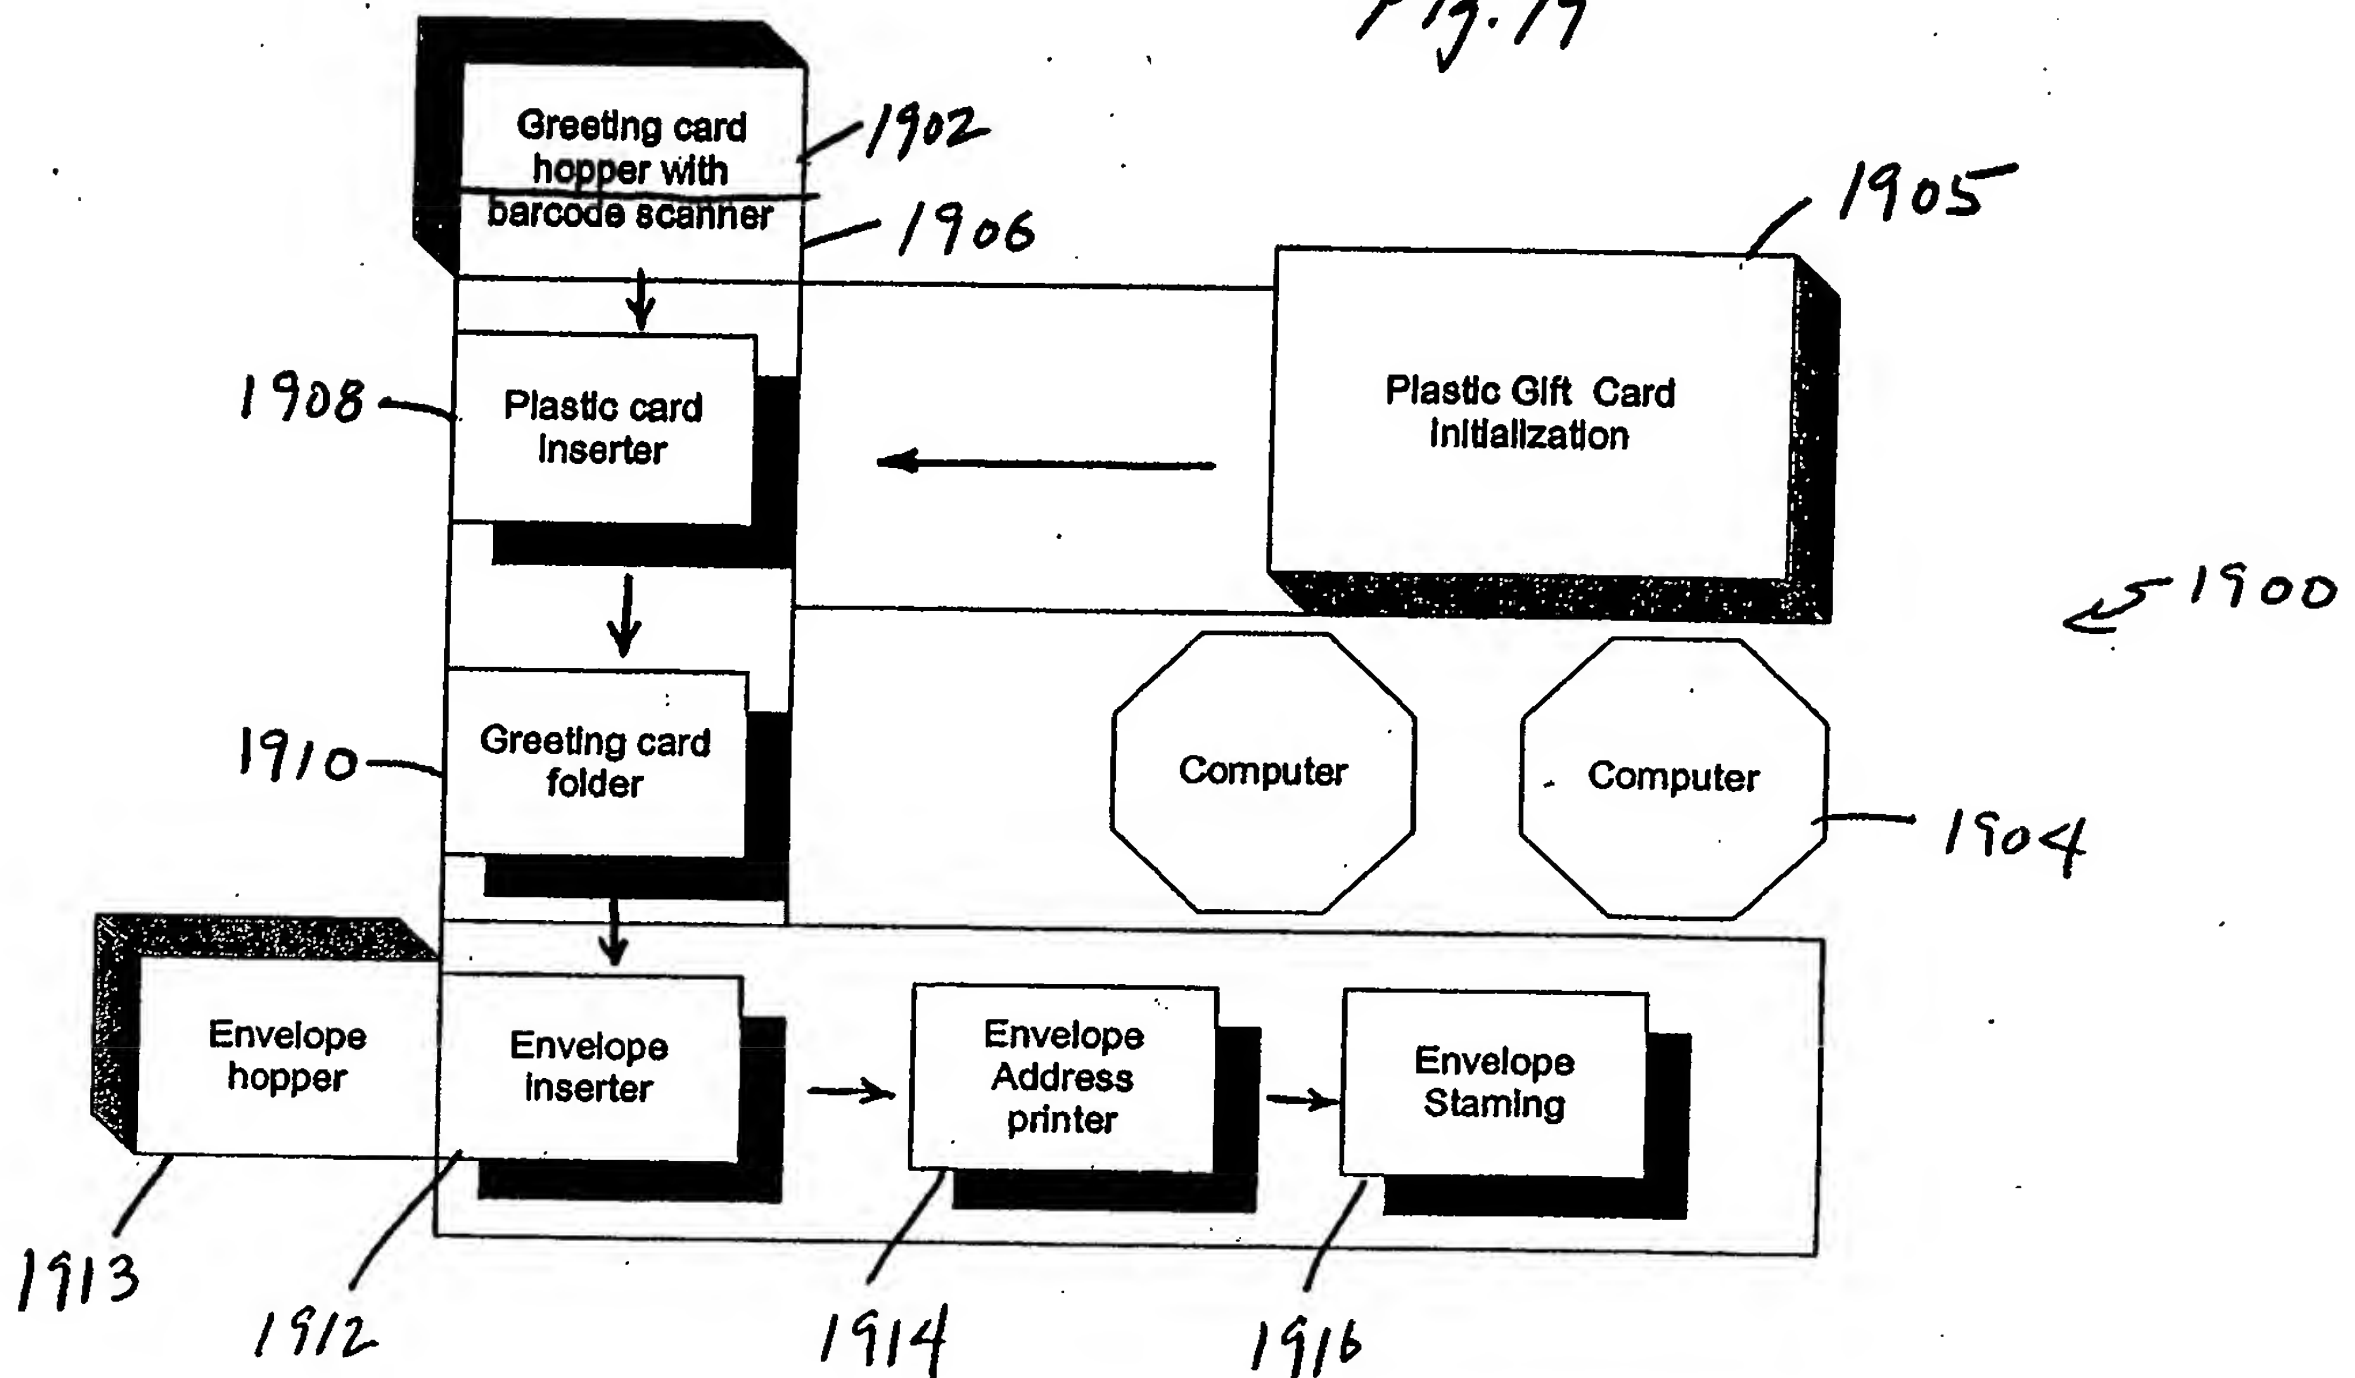 Fig. 19
Greeting card
hopper with
barcode scanner
1902
1906
1905
Plastic card
inserter
1908
Plastic Gift Card
Initialization
1900
Greeting card
folder
1910
Computer
Computer
1904
Envelope
hopper
Envelope
inserter
Envelope
Address
printer
Envelope
Staming
1913
1912
1914
1916